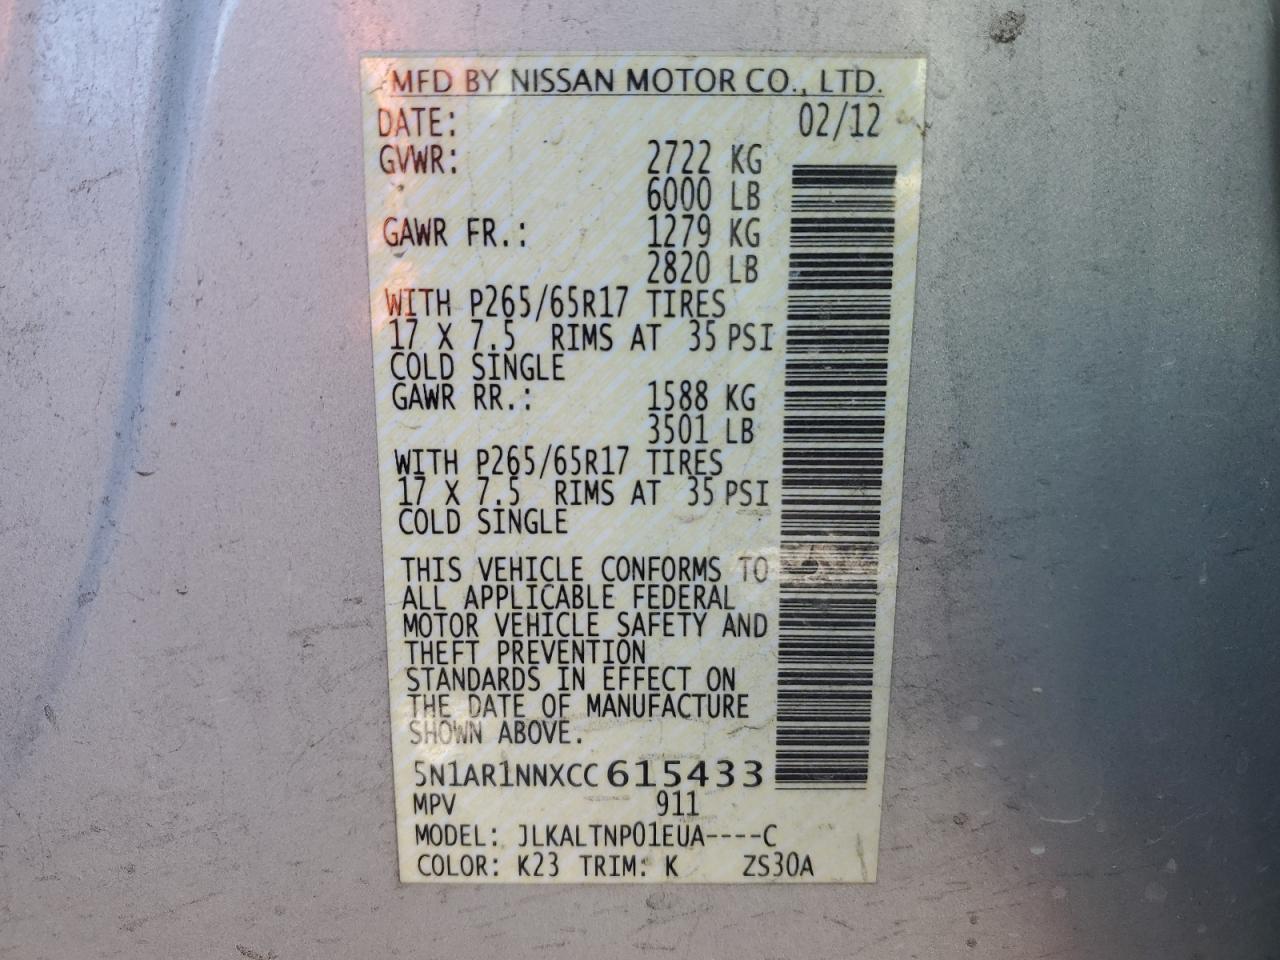 MFD BY NISSAN MOTOR CO., LTD.
DATE: 02/12
GVWR: 2722 KG
6000 LB
GAWR FR.: 1279 KG
2820 LB
WITH P265/65R17 TIRES
17 X 7.5 RIMS AT 35 PSI
COLD SINGLE
GAWR RR.: 1588 KG
3501 LB
WITH P265/65R17 TIRES
17 X 7.5 RIMS AT 35 PSI
COLD SINGLE
THIS VEHICLE CONFORMS TO
ALL APPLICABLE FEDERAL
MOTOR VEHICLE SAFETY AND
THEFT PREVENTION
STANDARDS IN EFFECT ON
THE DATE OF MANUFACTURE
SHOWN ABOVE.
5N1AR1NNXCC615433
MPV 911
MODEL: JLKALTNP01EUA----C
COLOR: K23 TRIM: K ZS30A